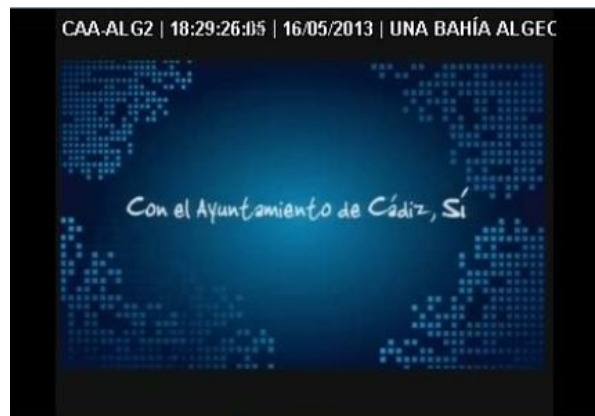 CAA-ALG2 | 18:29:26:05 | 16/05/2013 | UNA BAHÍA ALGEC
Con el Ayuntamiento de Cádiz, Sí